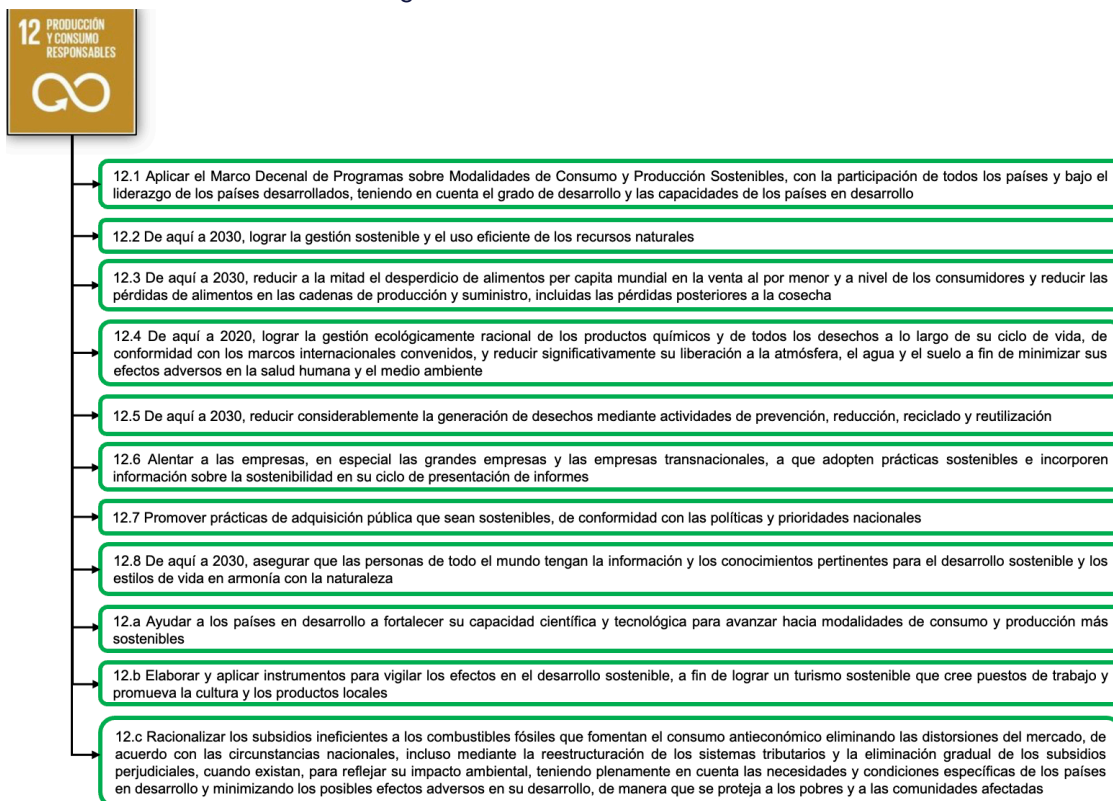 12 PRODUCCIÓN
Y CONSUMO
RESPONSABLES
12.1 Aplicar el Marco Decenal de Programas sobre Modalidades de Consumo y Producción Sostenibles, con la participación de todos los países y bajo el
liderazgo de los países desarrollados, teniendo en cuenta el grado de desarrollo y las capacidades de los países en desarrollo
12.2 De aquí a 2030, lograr la gestión sostenible y el uso eficiente de los recursos naturales
12.3 De aquí a 2030, reducir a la mitad el desperdicio de alimentos per capita mundial en la venta al por menor y a nivel de los consumidores y reducir las
pérdidas de alimentos en las cadenas de producción y suministro, incluidas las pérdidas posteriores a la cosecha
12.4 De aquí a 2020, lograr la gestión ecológicamente racional de los productos químicos y de todos los desechos a lo largo de su ciclo de vida, de
conformidad con los marcos internacionales convenidos, y reducir significativamente su liberación a la atmósfera, el agua y el suelo a fin de minimizar sus
efectos adversos en la salud humana y el medio ambiente
12.5 De aquí a 2030, reducir considerablemente la generación de desechos mediante actividades de prevención, reducción, reciclado y reutilización
12.6 Alentar a las empresas, en especial las grandes empresas y las empresas transnacionales, a que adopten prácticas sostenibles e incorporen
información sobre la sostenibilidad en su ciclo de presentación de informes
12.7 Promover prácticas de adquisición pública que sean sostenibles, de conformidad con las políticas y prioridades nacionales
12.8 De aquí a 2030, asegurar que las personas de todo el mundo tengan la información y los conocimientos pertinentes para el desarrollo sostenible y los
estilos de vida en armonía con la naturaleza
12.a Ayudar a los países en desarrollo a fortalecer su capacidad científica y tecnológica para avanzar hacia modalidades de consumo y producción más
sostenibles
12.b Elaborar y aplicar instrumentos para vigilar los efectos en el desarrollo sostenible, a fin de lograr un turismo sostenible que cree puestos de trabajo y
promueva la cultura y los productos locales
12.c Racionalizar los subsidios ineficientes a los combustibles fósiles que fomentan el consumo antieconómico eliminando las distorsiones del mercado, de
acuerdo con las circunstancias nacionales, incluso mediante la reestructuración de los sistemas tributarios y la eliminación gradual de los subsidios
perjudiciales, cuando existan, para reflejar su impacto ambiental, teniendo plenamente en cuenta las necesidades y condiciones específicas de los países
en desarrollo y minimizando los posibles efectos adversos en su desarrollo, de manera que se proteja a los pobres y a las comunidades afectadas